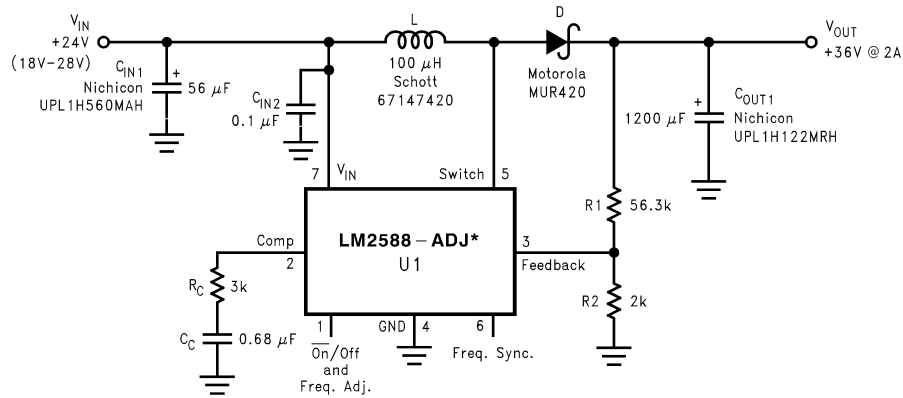 V_IN
+24V
(18V-28V)
C_IN1
Nichicon
UPL1H560MAH
+
56 µF
C_IN2
0.1 µF
L
100 µH
Schott
67147420
D
Motorola
MUR420
V_OUT
+36V @ 2A
+
1200 µF
C_OUT1
Nichicon
UPL1H122MRH
7
V_IN
Switch
5
R1
56.3k
LM2588-ADJ*
U1
Comp
2
3
Feedback
R_C
3k
R2
2k
C_C
0.68 µF
1
On/Off
and
Freq. Adj.
GND
4
6
Freq. Sync.